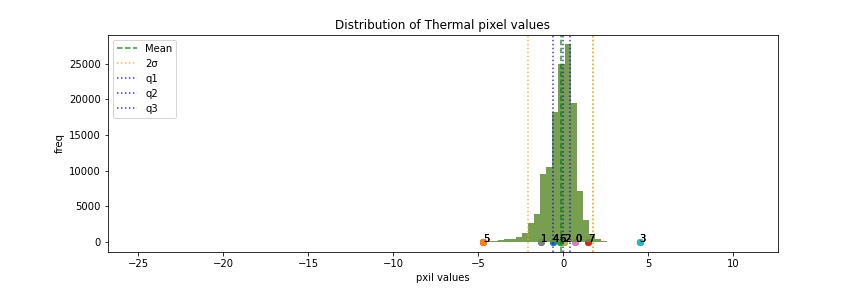 Distribution of Thermal pixel values
Mean
2σ
q1
q2
q3
freq
25000
20000
15000
10000
5000
0
5 1 4 6 2 0 7 3
−25 −20 −15 −10 −5 0 5 10
pxil values